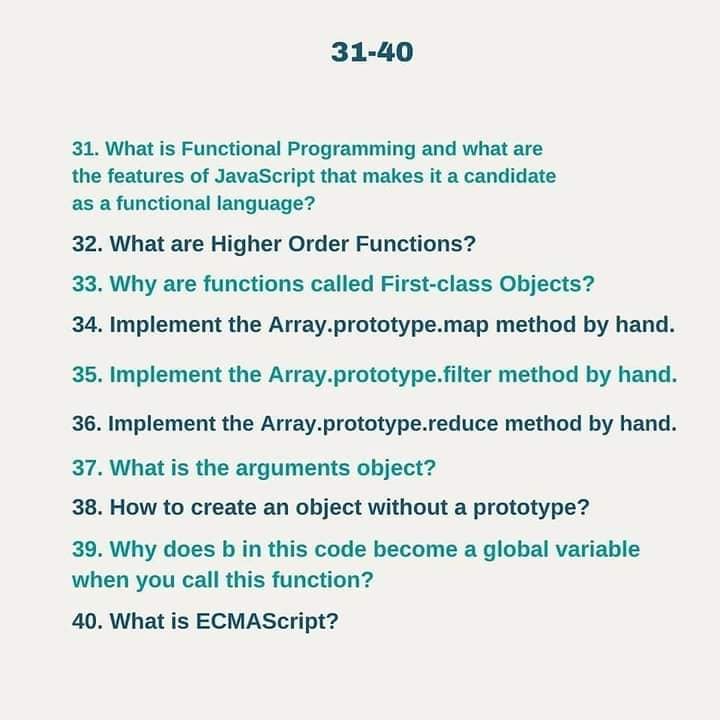 31-40
31. What is Functional Programming and what are
the features of JavaScript that makes it a candidate
as a functional language?
32. What are Higher Order Functions?
33. Why are functions called First-class Objects?
34. Implement the Array.prototype.map method by hand.
35. Implement the Array.prototype.filter method by hand.
36. Implement the Array.prototype.reduce method by hand.
37. What is the arguments object?
38. How to create an object without a prototype?
39. Why does b in this code become a global variable
when you call this function?
40. What is ECMAScript?